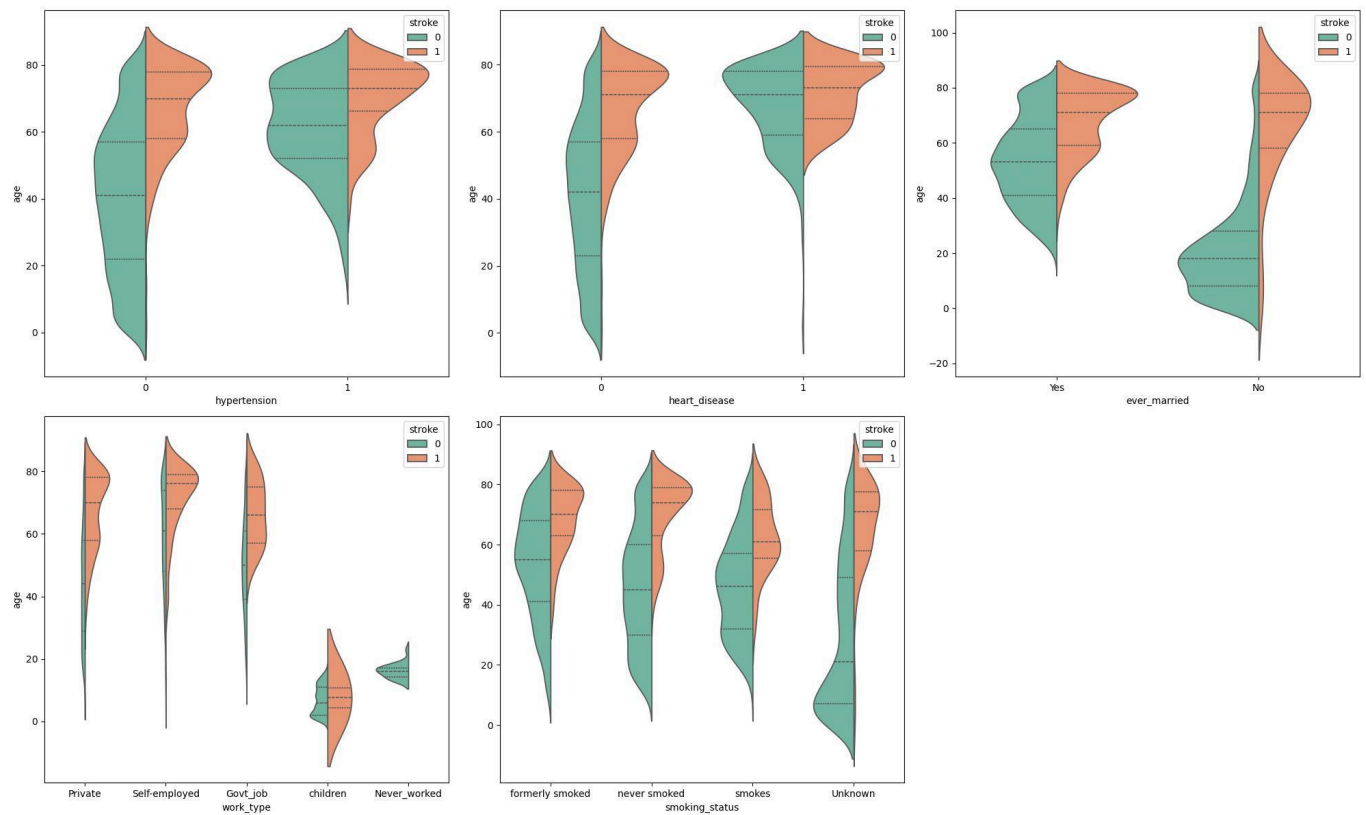 stroke
0
1
80
60
40
20
0
age
0
1
hypertension
stroke
0
1
80
60
40
20
0
age
0
1
heart_disease
stroke
0
1
100
80
60
40
20
0
−20
age
Yes
No
ever_married
stroke
0
1
80
60
40
20
0
age
Private
Self-employed
Govt_job
children
Never_worked
work_type
stroke
0
1
100
80
60
40
20
0
age
formerly smoked
never smoked
smokes
Unknown
smoking_status